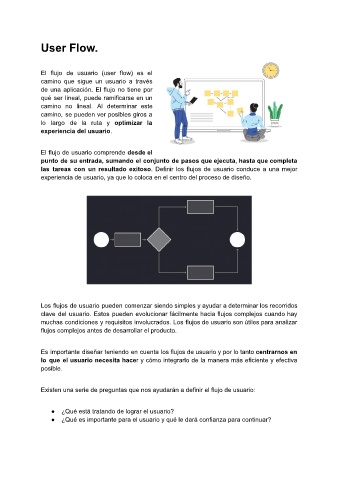 User Flow.
El flujo de usuario (user flow) es el
camino que sigue un usuario a través
de una aplicación. El flujo no tiene por
qué ser lineal, puede ramificarse en un
camino no lineal. Al determinar este
camino, se pueden ver posibles giros a
lo largo de la ruta y optimizar la
experiencia del usuario.
El flujo de usuario comprende desde el
punto de su entrada, sumando el conjunto de pasos que ejecuta, hasta que completa
las tareas con un resultado exitoso. Definir los flujos de usuario conduce a una mejor
experiencia de usuario, ya que lo coloca en el centro del proceso de diseño.
Los flujos de usuario pueden comenzar siendo simples y ayudar a determinar los recorridos
clave del usuario. Estos pueden evolucionar fácilmente hacia flujos complejos cuando hay
muchas condiciones y requisitos involucrados. Los flujos de usuario son útiles para analizar
flujos complejos antes de desarrollar el producto.
Es importante diseñar teniendo en cuenta los flujos de usuario y por lo tanto centrarnos en
lo que el usuario necesita hacer y cómo integrarlo de la manera más eficiente y efectiva
posible.
Existen una serie de preguntas que nos ayudarán a definir el flujo de usuario:
● ¿Qué está tratando de lograr el usuario?
● ¿Qué es importante para el usuario y qué le dará confianza para continuar?